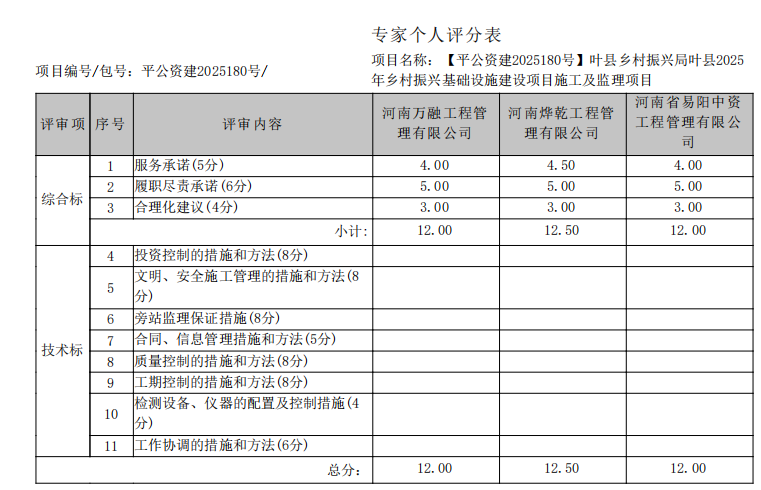 专家个人评分表
项目编号/包号: 平公资建2025180号/
项目名称: 【平公资建2025180号】叶县乡村振兴局叶县2025
年乡村振兴基础设施建设项目施工及监理项目
评审项 序号 评审内容 河南万融工程管理有限公司 河南烨乾工程管理有限公司 河南省易阳中资工程管理有限公司
综合标
1 服务承诺(5分) 4.00 4.50 4.00
2 履职尽责承诺(6分) 5.00 5.00 5.00
3 合理化建议(4分) 3.00 3.00 3.00
小计: 12.00 12.50 12.00
技术标
4 投资控制的措施和方法(8分)
5 文明、安全施工管理的措施和方法(8
分)
6 旁站监理保证措施(8分)
7 合同、信息管理措施和方法(5分)
8 质量控制的措施和方法(8分)
9 工期控制的措施和方法(8分)
10 检测设备、仪器的配置及控制措施(4
分)
11 工作协调的措施和方法(6分)
总分: 12.00 12.50 12.00